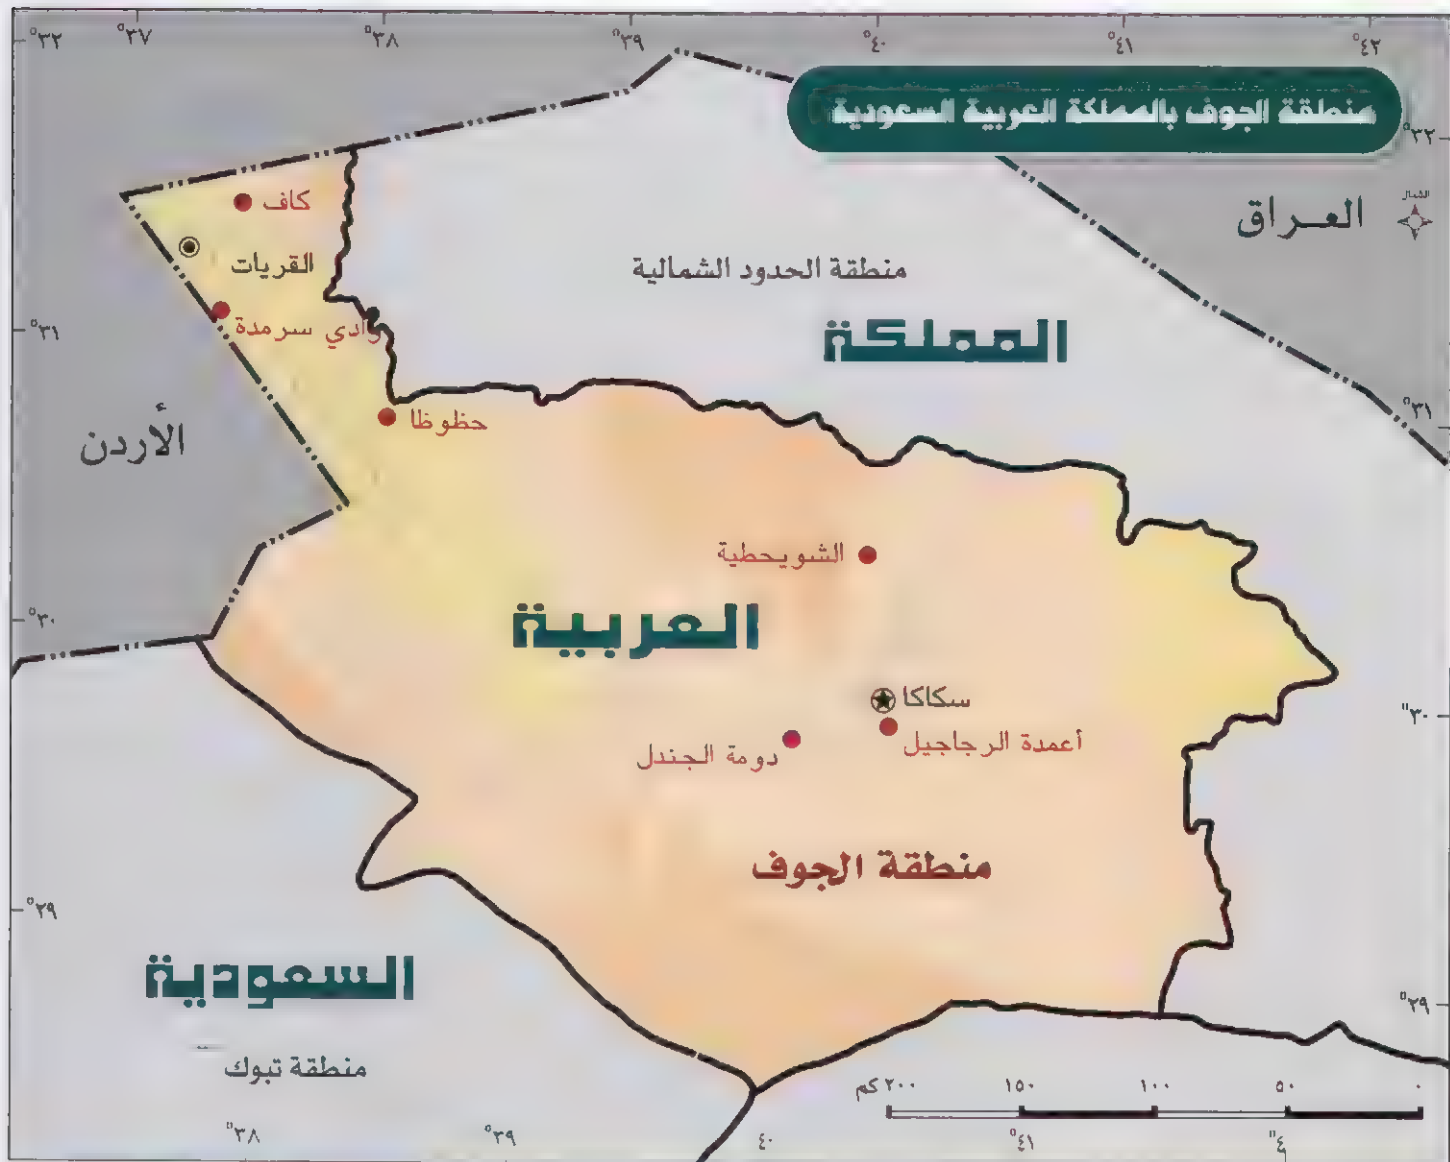 °٣٢ °٣٧ °٣٨ °٣٩ °٤٠ °٤١ °٤٢
منطقة الجوف بالمملكة العربية السعودية
°٣٢
الشمال
العراق
كاف
القريات
منطقة الحدود الشمالية
وادي سرمدة
°٣١
المملكة
حظوظا
°٣١
الأردن
الشويحطية
العربية
°٣٠
سكاكا
°٣٠
أعمدة الرجاجيل
دومة الجندل
منطقة الجوف
°٢٩
السعودية
°٢٩
منطقة تبوك
٠ ٥٠ ١٠٠ ١٥٠ ٢٠٠ كم
°٣٨ °٣٩ ٤٠ °٤١